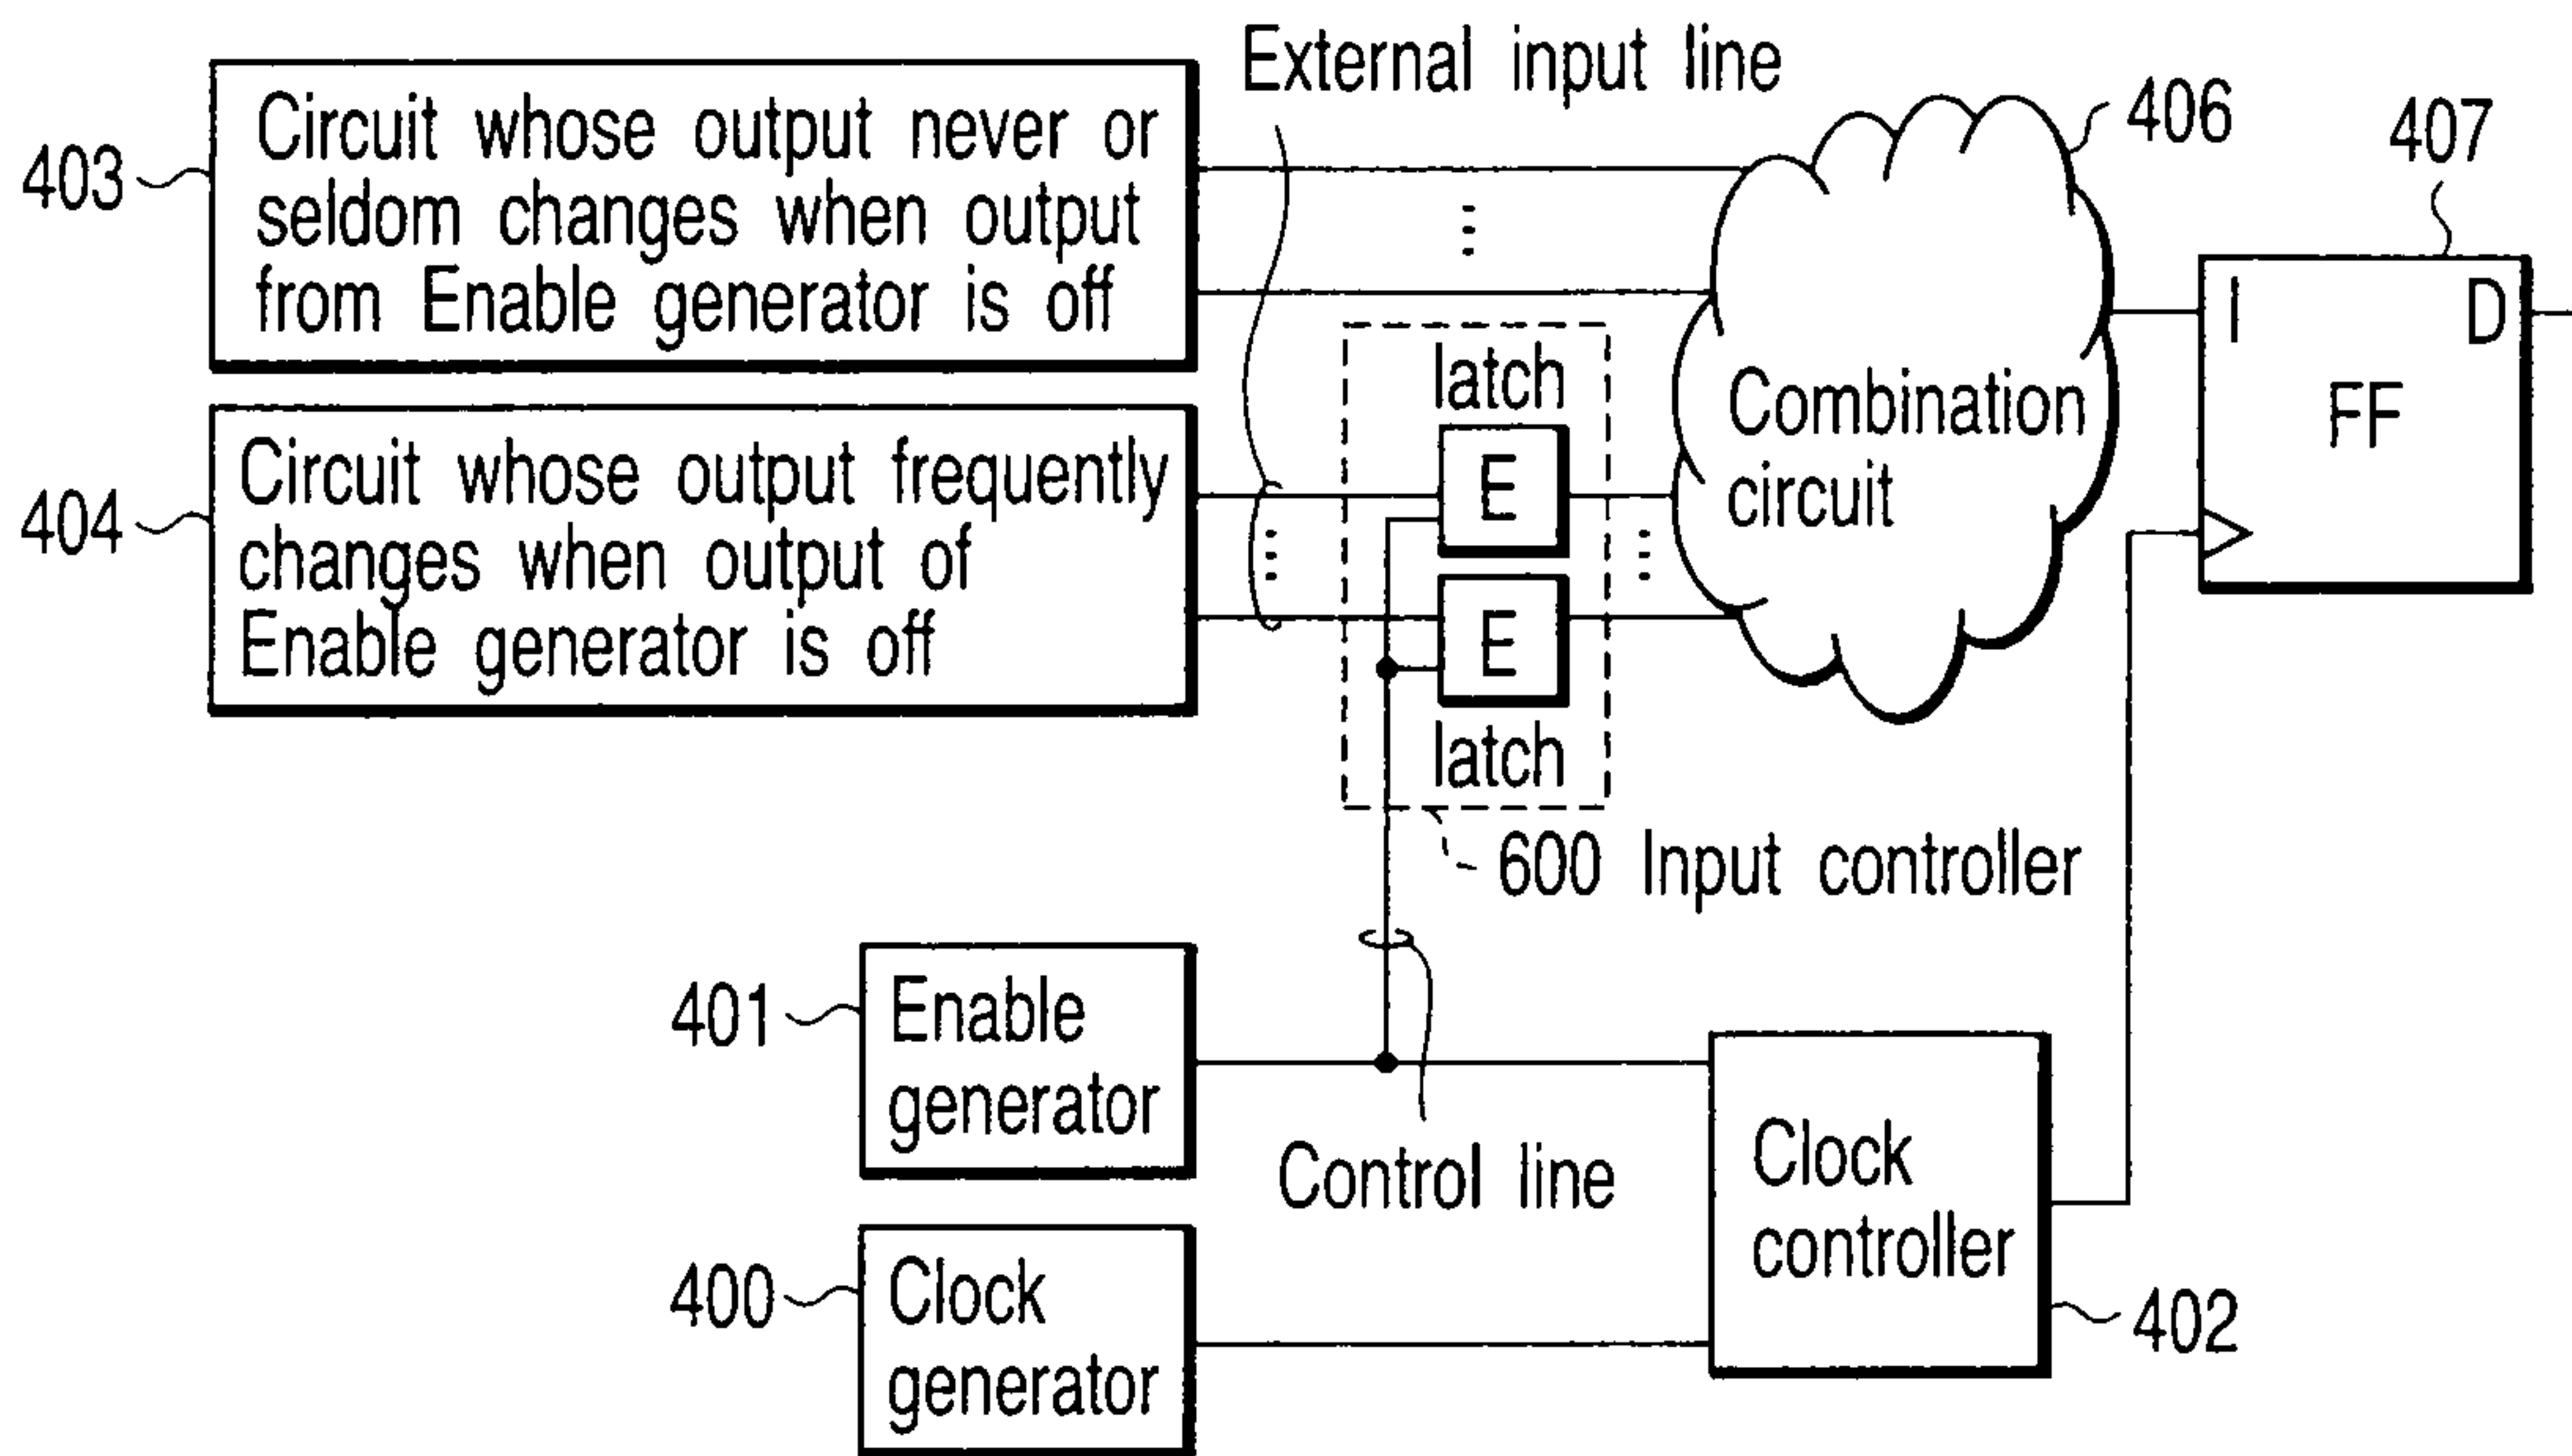 External input line
403
Circuit whose output never or
seldom changes when output
from Enable generator is off
406
407
I
D
FF
404
Circuit whose output frequently
changes when output of
Enable generator is off
latch
E
E
latch
Combination
circuit
600 Input controller
401
Enable
generator
Control line
400
Clock
generator
Clock
controller
402